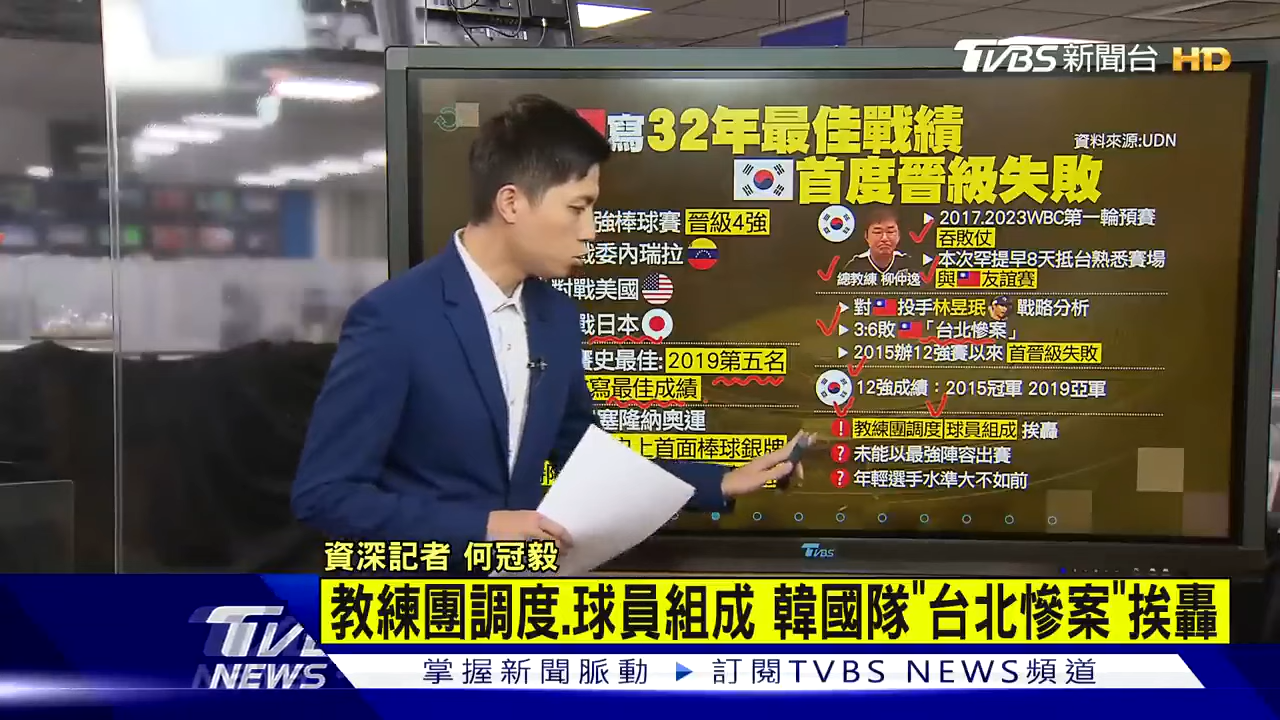 TVBS新聞台 HD
寫32年最佳戰績
資料來源:UDN
首度晉級失敗
強棒球賽 晉級4強
戰委內瑞拉
對戰美國
戰日本
賽史最佳:2019第五名
寫最佳成績
塞隆納奧運
上首面棒球銀牌
2017.2023WBC第一輪預賽
吞敗仗
總教練 柳仲逸
本次罕提早8天抵台熟悉賽場
與友誼賽
對投手林昱珉 戰略分析
3:6敗「台北慘案」
2015辦12強賽以來 首晉級失敗
12強成績：2015冠軍 2019亞軍
! 教練團調度 球員組成 挨轟
? 未能以最強陣容出賽
? 年輕選手水準大不如前
TVBS
資深記者 何冠毅
教練團調度.球員組成 韓國隊"台北慘案"挨轟
TVBS
NEWS
掌握新聞脈動 訂閱TVBS NEWS頻道